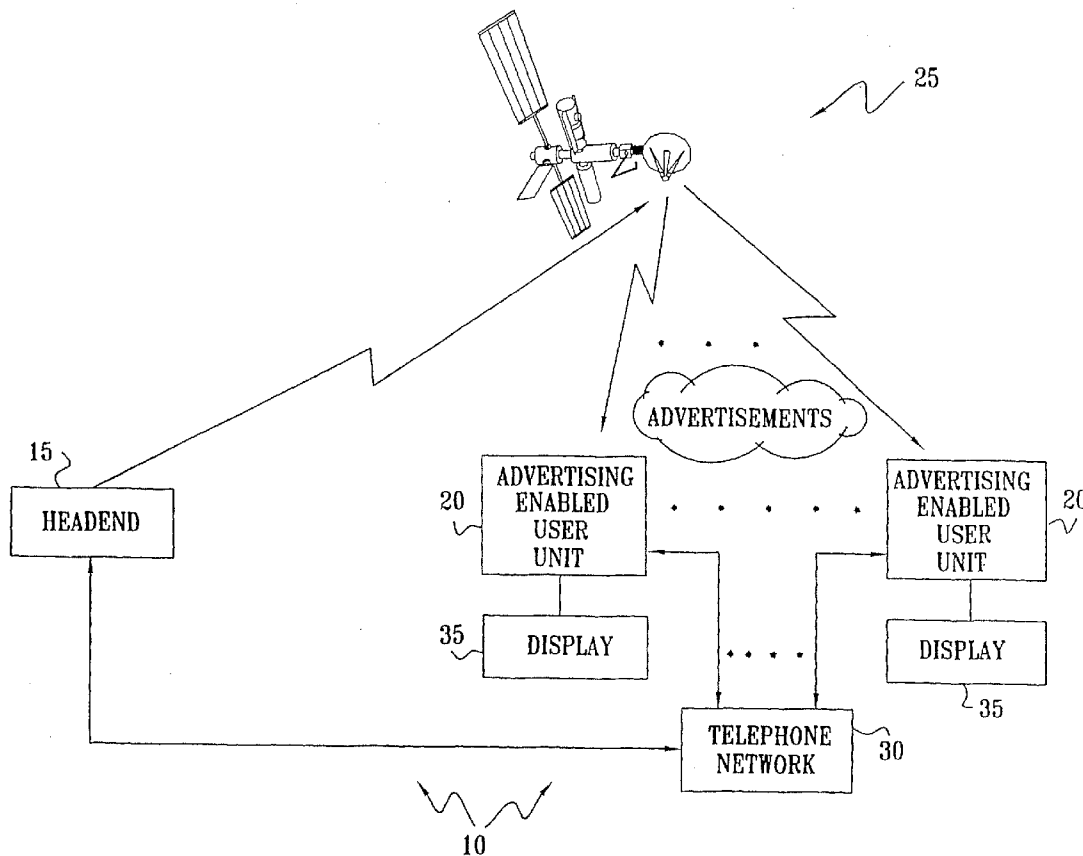 25
ADVERTISEMENTS
15
HEADEND
20
ADVERTISING
ENABLED
USER
UNIT
ADVERTISING
ENABLED
USER
UNIT
20
35
DISPLAY
DISPLAY
35
TELEPHONE
NETWORK
30
10